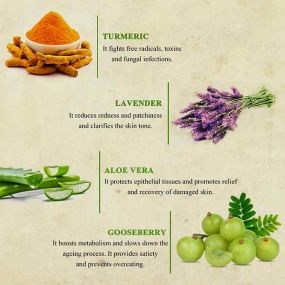 TURMERIC
It fights free radicals, toxins
and fungal infections.
LAVENDER
It reduces redness and patchiness
and clarifies the skin tone.
ALOE VERA
It protects epithelial tissues and promotes relief
and recovery of damaged skin.
GOOSEBERRY
It boosts metabolism and slows down the
ageing process. It provides satiety
and prevents overeating.